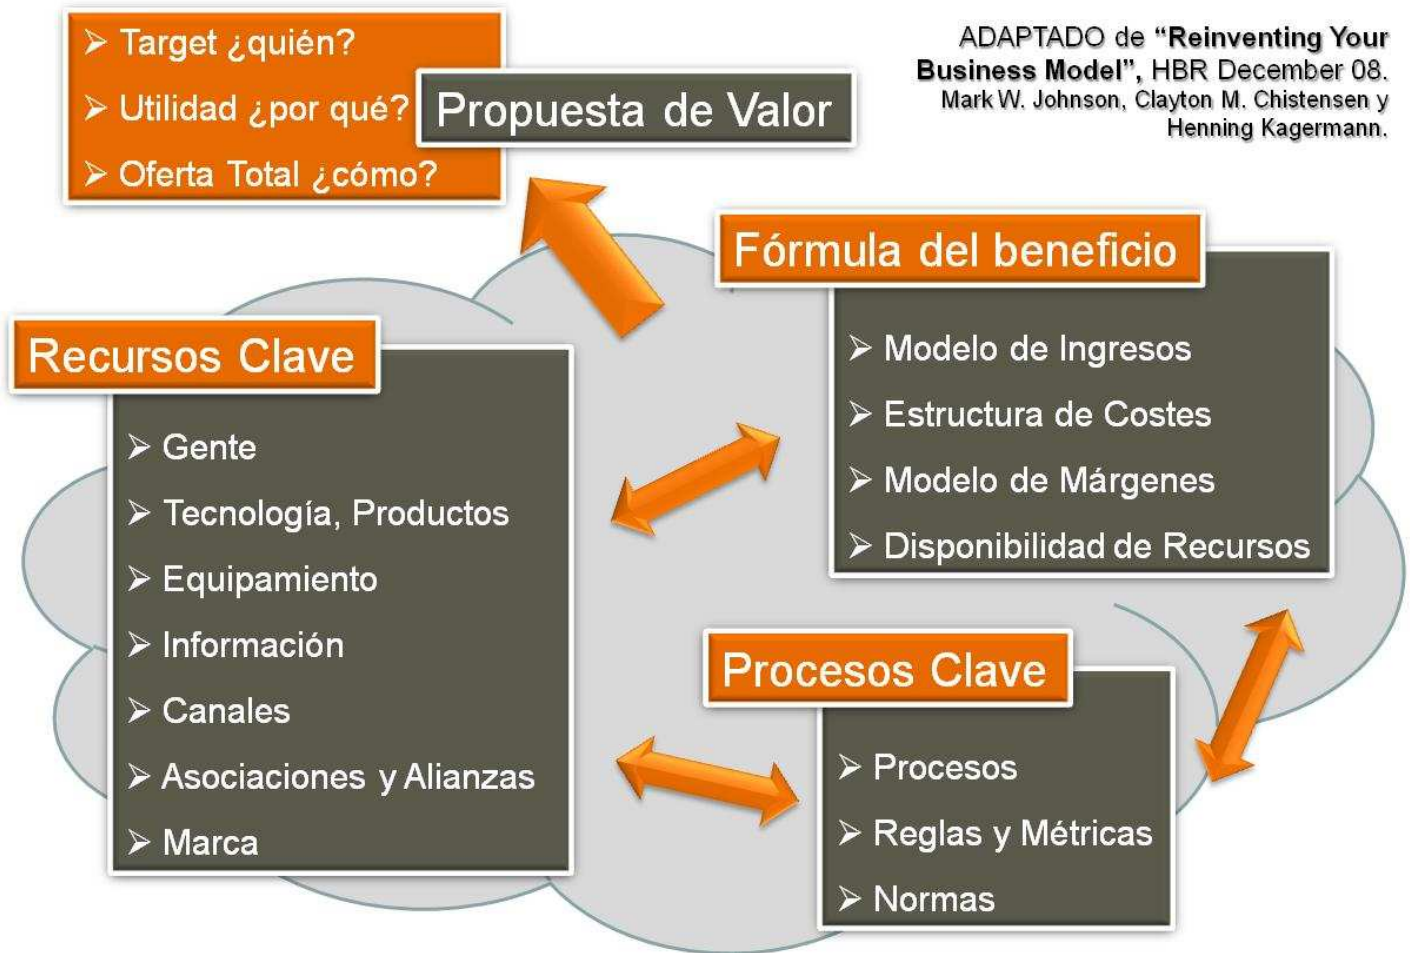 Target ¿quién?
Utilidad ¿por qué?
Oferta Total ¿cómo?
Propuesta de Valor
ADAPTADO de “Reinventing Your
Business Model”, HBR December 08.
Mark W. Johnson, Clayton M. Chistensen y
Henning Kagermann.
Fórmula del beneficio
Modelo de Ingresos
Estructura de Costes
Modelo de Márgenes
Disponibilidad de Recursos
Recursos Clave
Gente
Tecnología, Productos
Equipamiento
Información
Canales
Asociaciones y Alianzas
Marca
Procesos Clave
Procesos
Reglas y Métricas
Normas